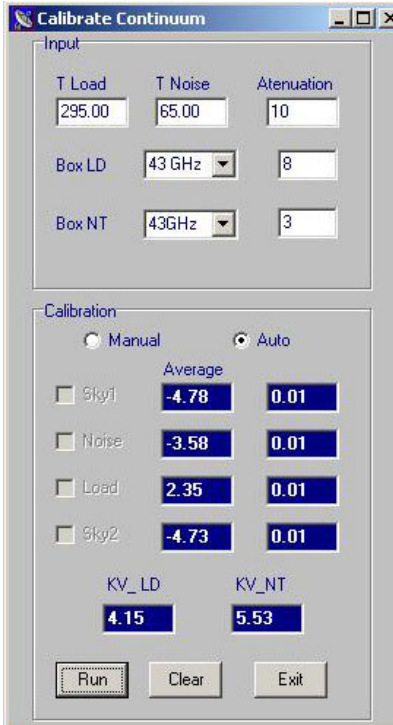 Calibrate Continuum
Input
T Load T Noise Atenuation
295.00 65.00 10
Box LD 43 GHz 8
Box NT 43GHz 3
Calibration
Manual Auto
Average
Sky1 -4.78 0.01
Noise -3.58 0.01
Load 2.35 0.01
Sky2 -4.73 0.01
KV_ LD KV_NT
4.15 5.53
Run Clear Exit